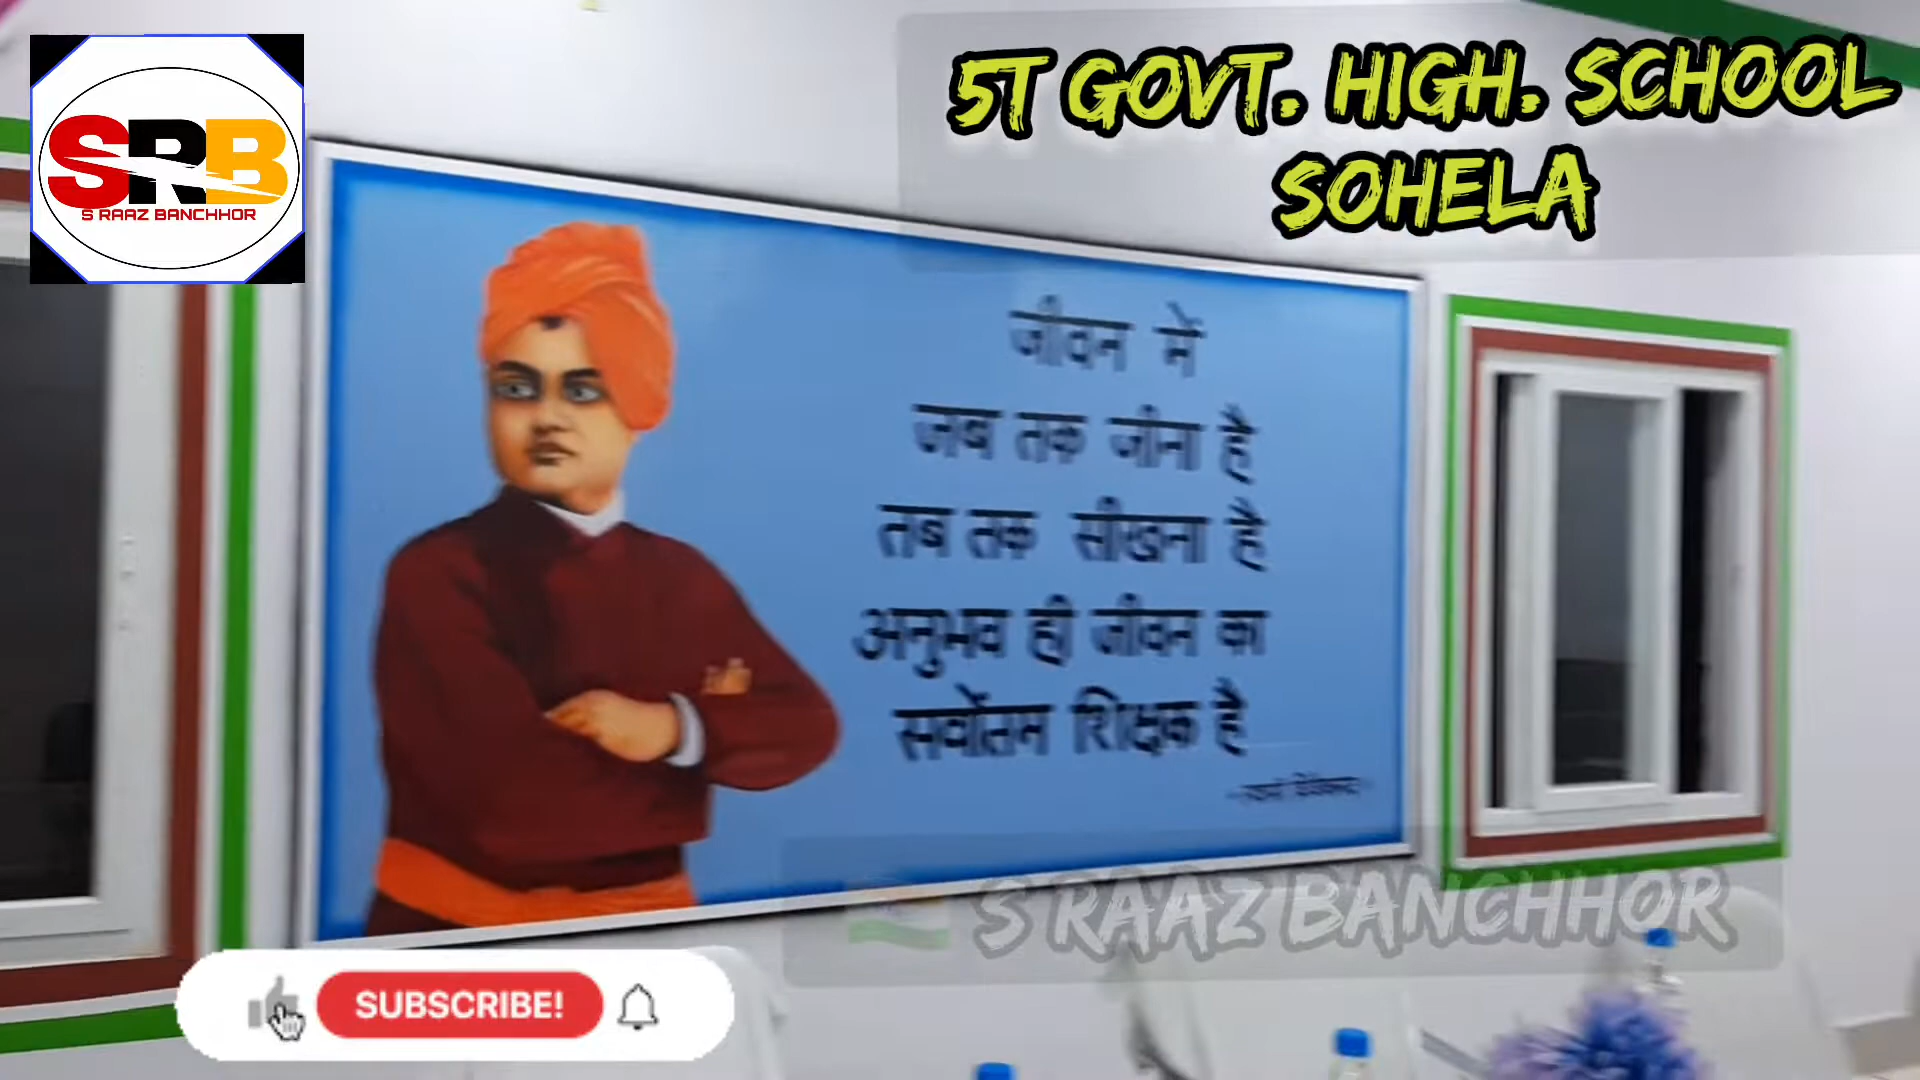 SRB
S RAAZ BANCHHOR
5T GOVT. HIGH. SCHOOL
SOHELA
जीवन में
जब तक जीना है
तब तक सीखना है
अनुभव ही जीवन का
सर्वोतम शिक्षक है
S RAAZ BANCHHOR
SUBSCRIBE!